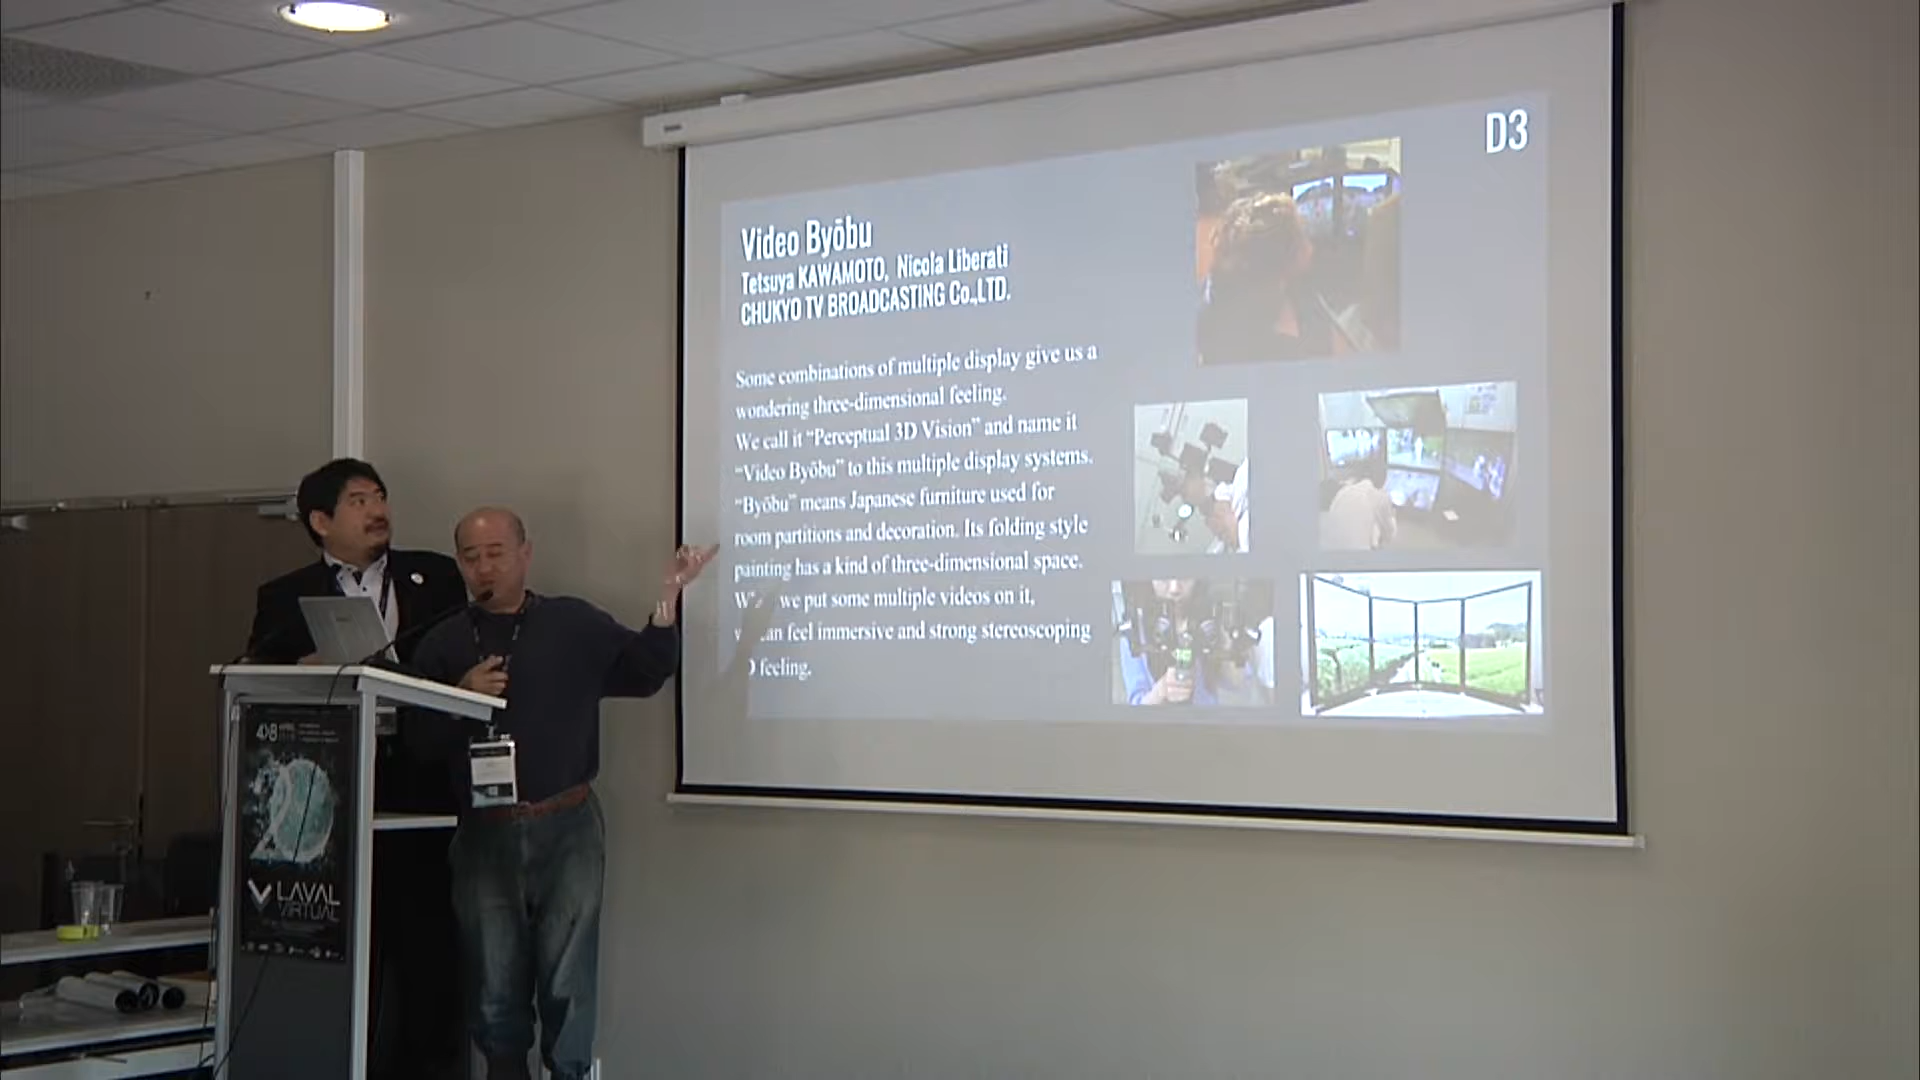 D3
Video Byōbu
Tetsuya KAWAMOTO, Nicola Liberati
CHUKYO TV BROADCASTING Co.,LTD.
Some combinations of multiple display give us a
wondering three-dimensional feeling.
We call it “Perceptual 3D Vision” and name it
“Video Byōbu” to this multiple display systems.
“Byōbu” means Japanese furniture used for
room partitions and decoration. Its folding style
painting has a kind of three-dimensional space.
we put some multiple videos on it,
feel immersive and strong stereoscoping
feeling.
20
LAVAL
VIRTUAL